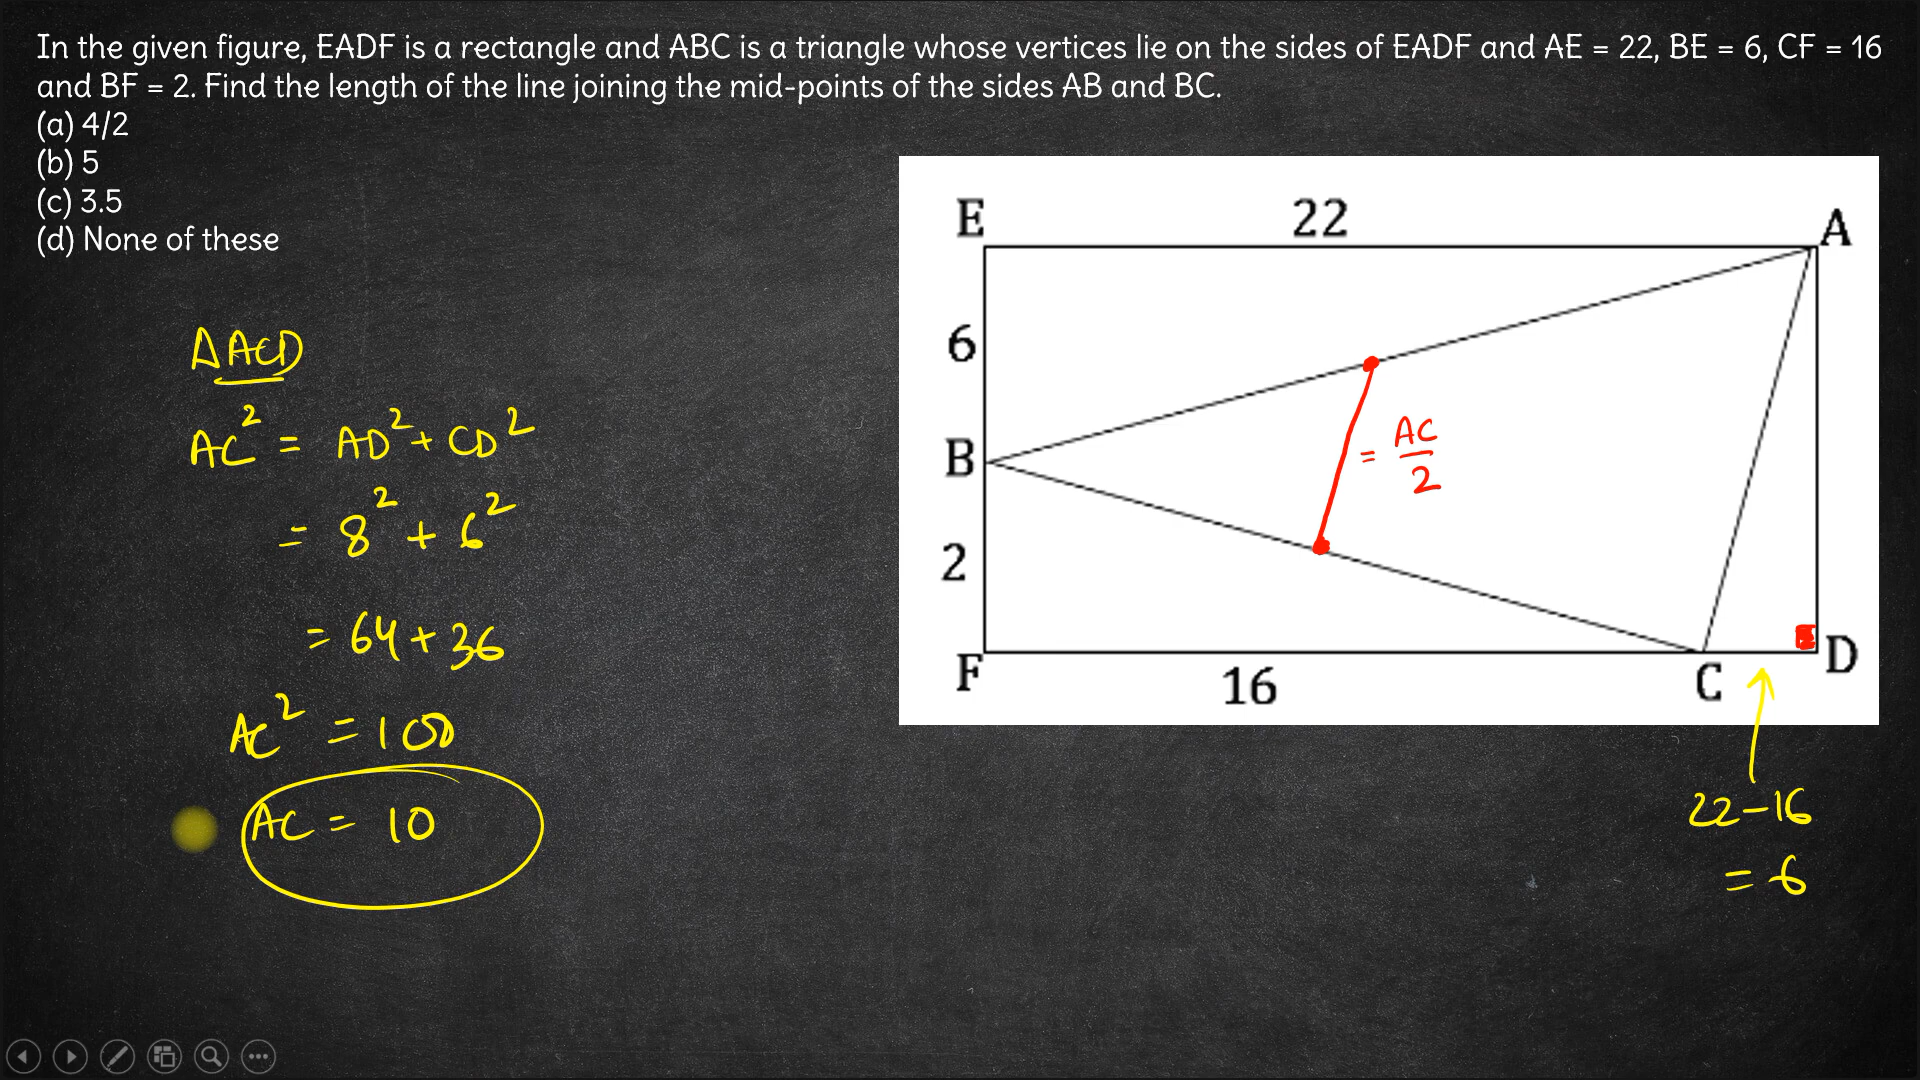 In the given figure, EADF is a rectangle and ABC is a triangle whose vertices lie on the sides of EADF and AE = 22, BE = 6, CF = 16
and BF = 2. Find the length of the line joining the mid-points of the sides AB and BC.
(a) 4/2
(b) 5
(c) 3.5
(d) None of these
E 22 A
6
B
2
F 16 C D
= AC/2
22-16
= 6
ΔACD
AC² = AD² + CD²
= 8² + 6²
= 64 + 36
AC² = 100
AC = 10